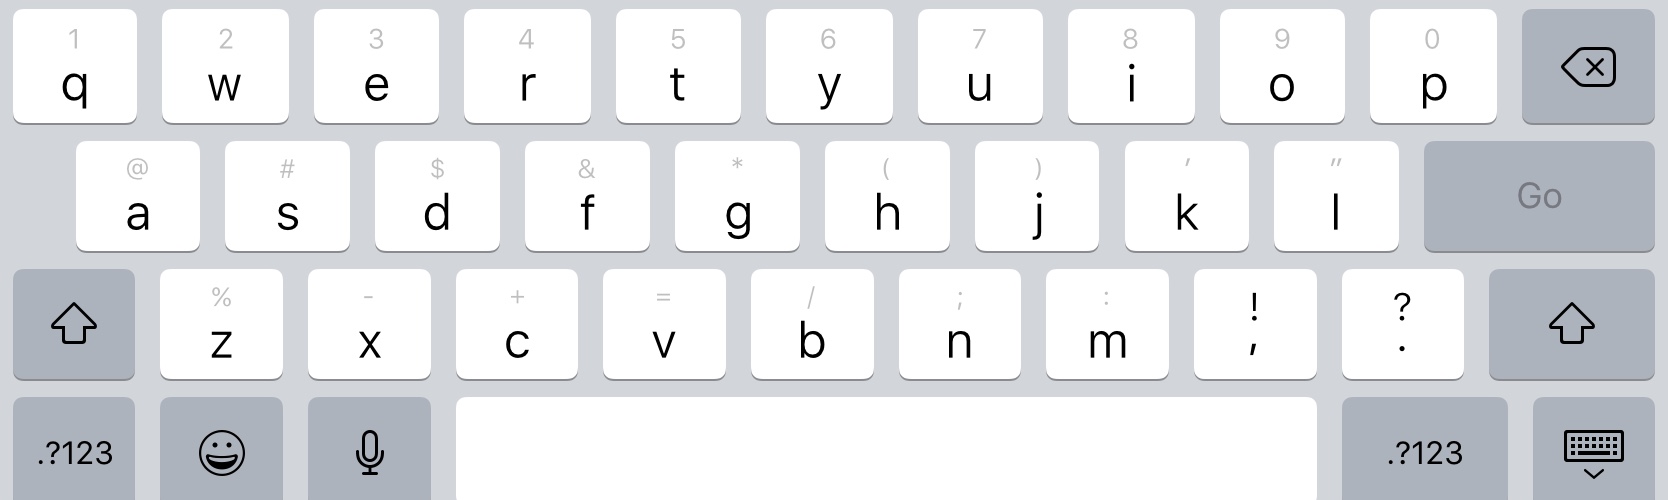 1 2 3 4 5 6 7 8 9 0
q w e r t y u i o p
@ # $ & * ( ) ′ ″
a s d f g h j k l Go
% - + = / ; : ! ?
z x c v b n m , .
.?123 .?123